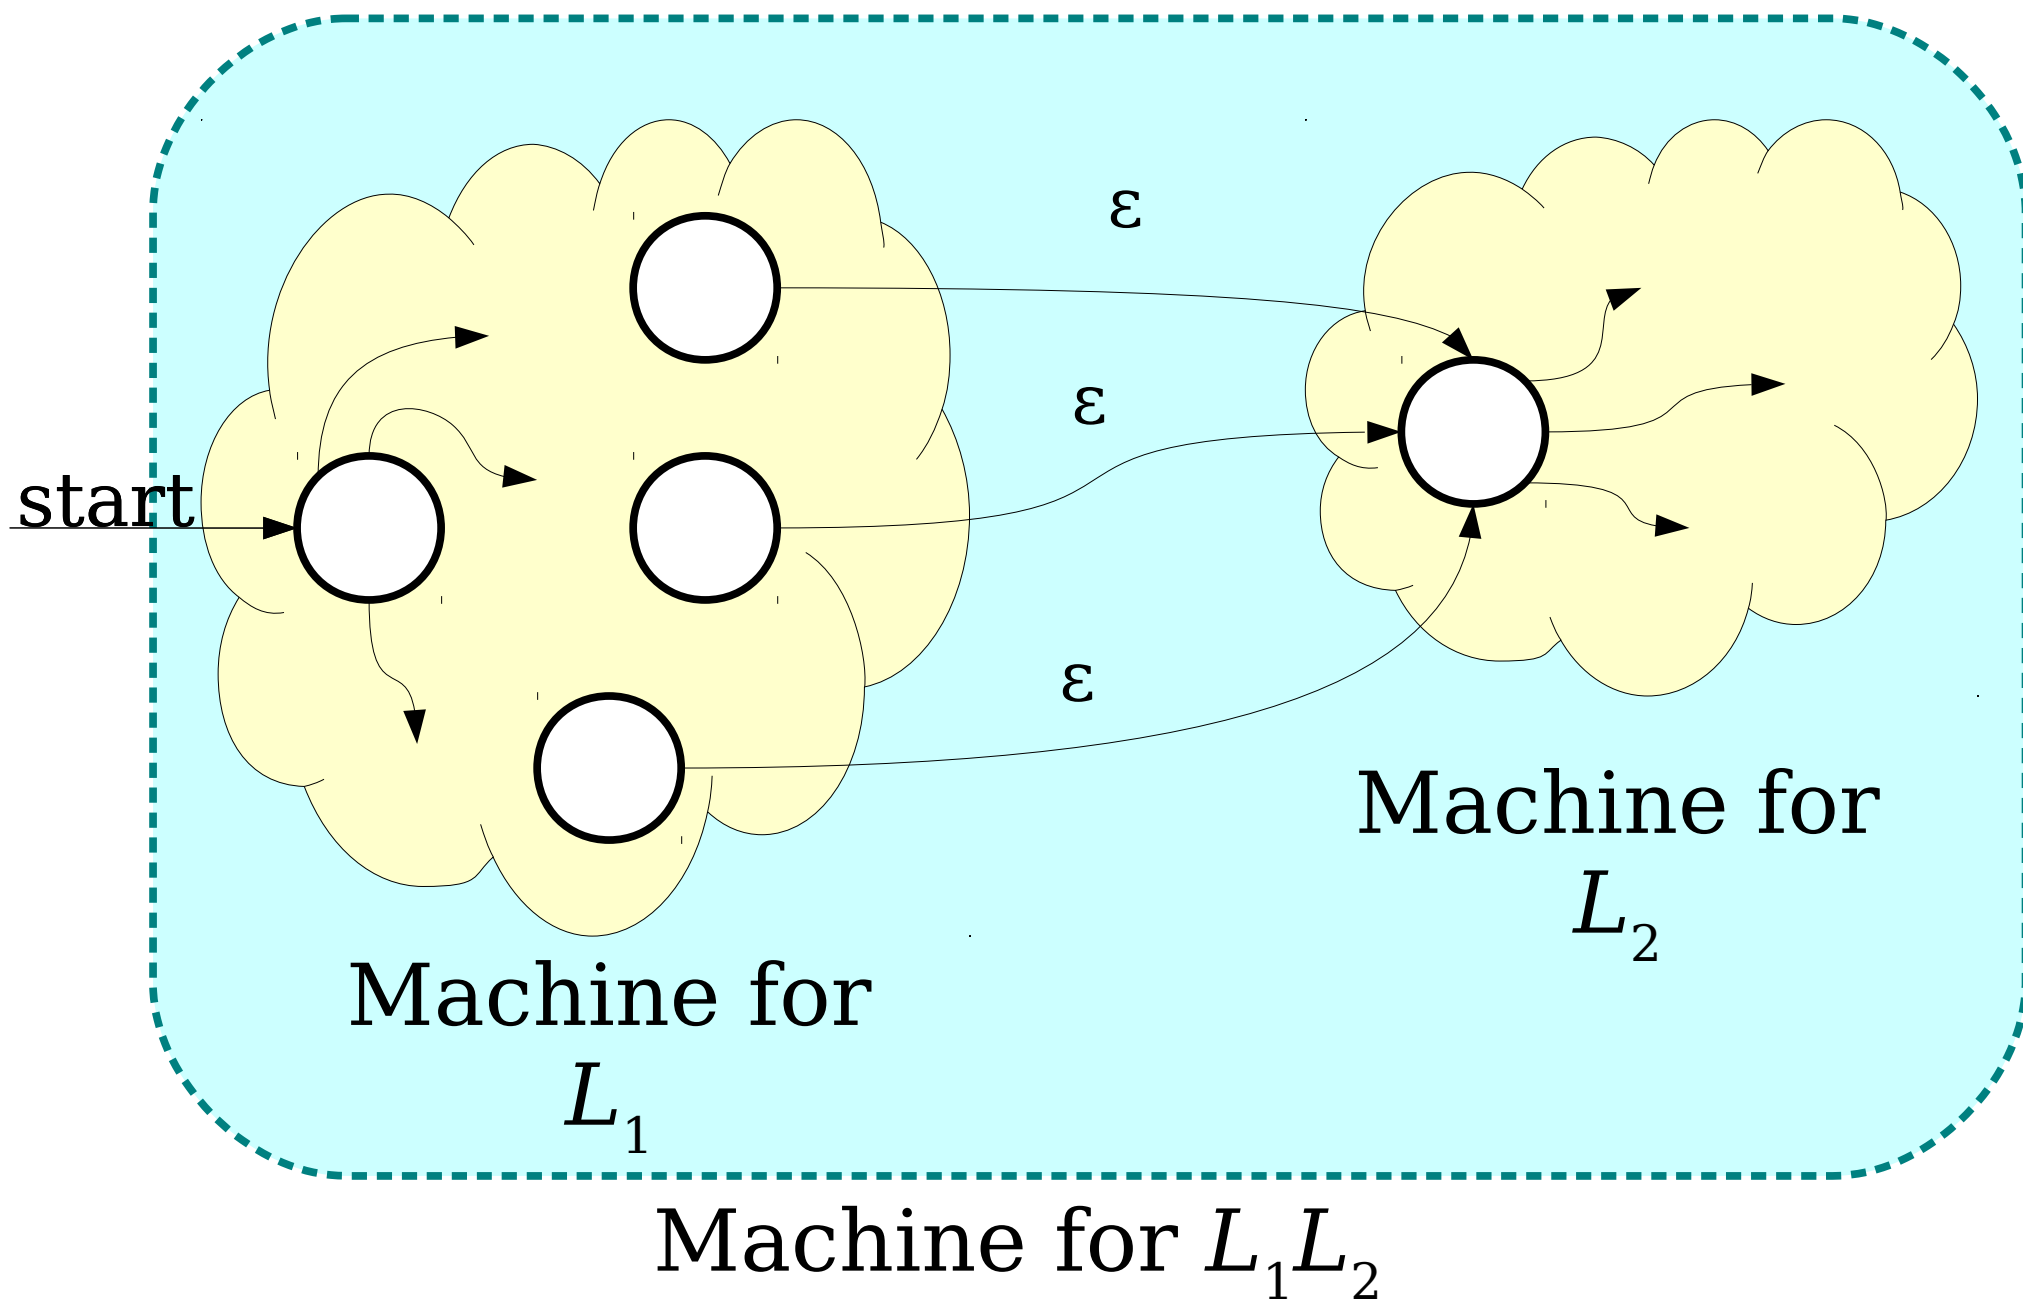 ε
ε
start
ε
Machine for
L₂
Machine for
L₁
Machine for L₁L₂